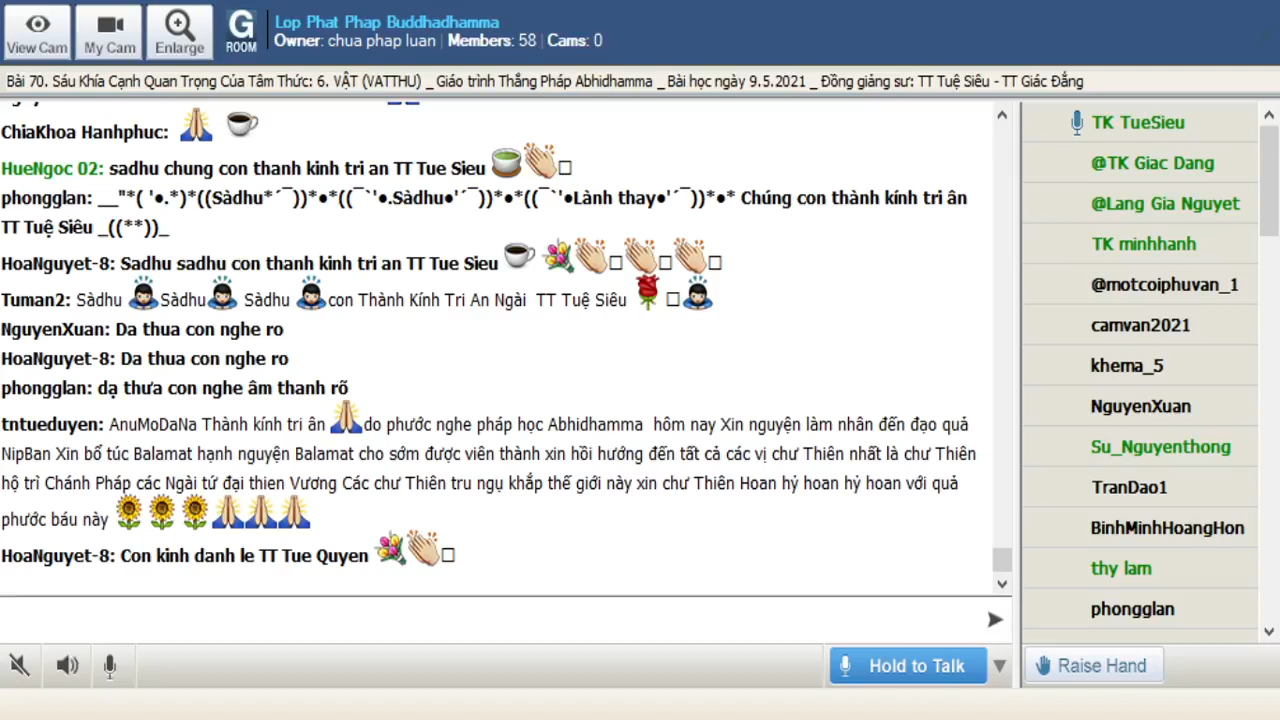 View Cam
My Cam
Enlarge
G
ROOM
Lop Phat Phap Buddhadhamma
Owner: chua phap luan | Members: 58 | Cams: 0
Bài 70. Sáu Khía Cạnh Quan Trọng Của Tâm Thức: 6. VẬT (VATTHU) _ Giáo trình Thắng Pháp Abhidhamma _ Bài học ngày 9.5.2021 _ Đồng giảng sư: TT Tuệ Siêu - TT Giác Đẳng
ChiaKhoa Hanhphuc:
HueNgoc 02: sadhu chung con thanh kinh tri an TT Tue Sieu
phongglan: __"*( '•.*)*((Sàdhu*´¯))*•*((¯`'•.Sàdhu•'´¯))*•*((¯`'•Lành thay•'´¯))*•* Chúng con thành kính tri ân
TT Tuệ Siêu _((**))_
HoaNguyet-8: Sadhu sadhu con thanh kinh tri an TT Tue Sieu
Tuman2: Sàdhu Sàdhu Sàdhu con Thành Kính Tri Ân Ngài TT Tuệ Siêu
NguyenXuan: Da thua con nghe ro
HoaNguyet-8: Da thua con nghe ro
phongglan: dạ thưa con nghe âm thanh rõ
tntueduyen: AnuMoDaNa Thành kính tri ân do phước nghe pháp học Abhidhamma hôm nay Xin nguyện làm nhân đến đạo quả
NipBan Xin bổ túc Balamat hạnh nguyện Balamat cho sớm được viên thành xin hồi hướng đến tất cả các vị chư Thiên nhất là chư Thiên
hộ trì Chánh Pháp các Ngài tứ đại thien Vương Các chư Thiên tru ngụ khắp thế giới này xin chư Thiên Hoan hỷ hoan hỷ hoan với quả
phước báu này
HoaNguyet-8: Con kinh danh le TT Tue Quyen
Hold to Talk
TK TueSieu
@TK Giac Dang
@Lang Gia Nguyet
TK minhhanh
@motcoiphuvan_1
camvan2021
khema_5
NguyenXuan
Su_Nguyenthong
TranDao1
BinhMinhHoangHon
thy lam
phongglan
Raise Hand